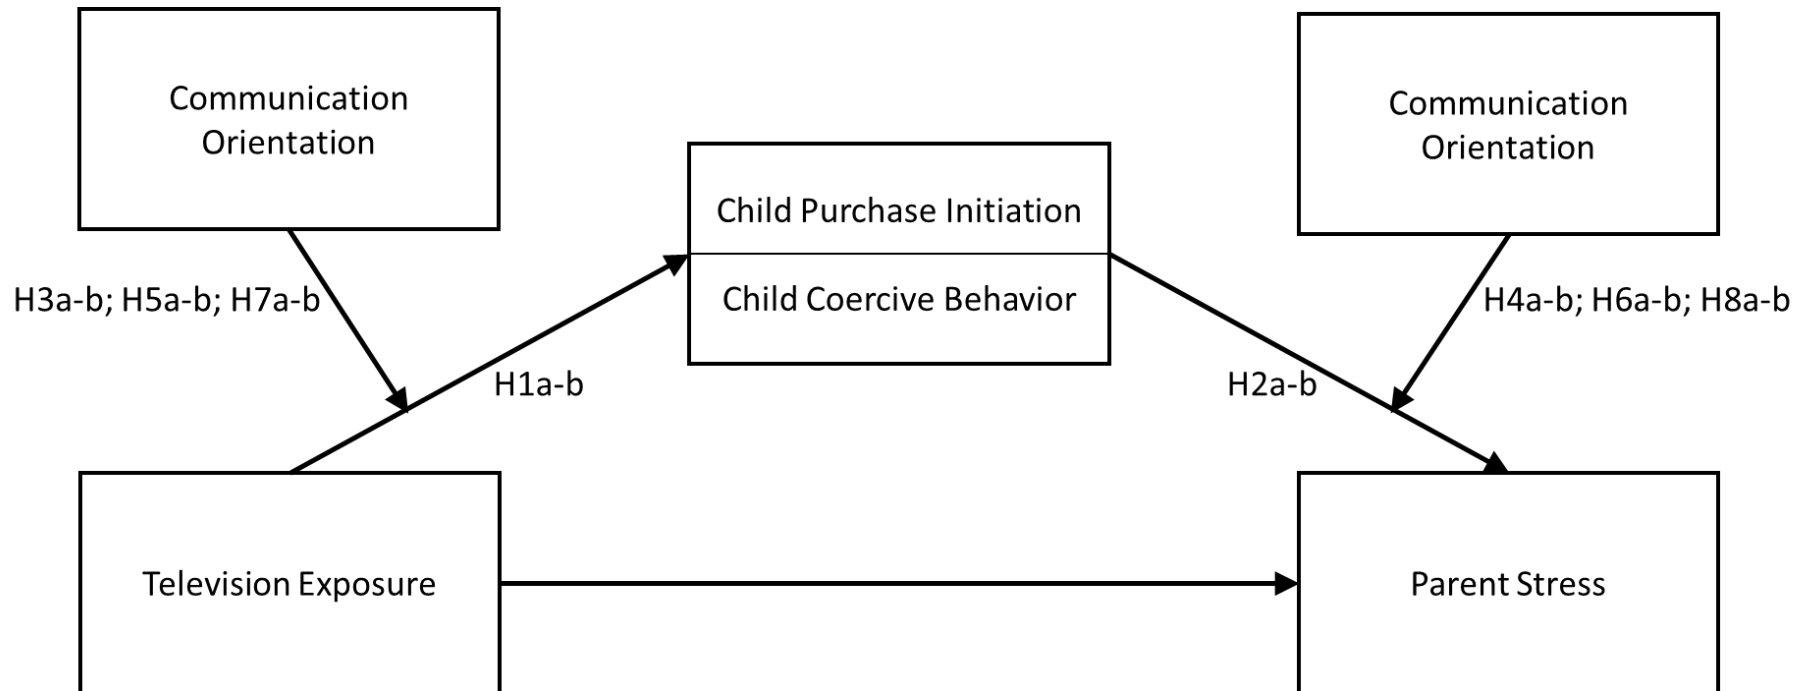 Communication
Orientation
Communication
Orientation
Child Purchase Initiation
Child Coercive Behavior
H3a-b; H5a-b; H7a-b
H4a-b; H6a-b; H8a-b
H1a-b
H2a-b
Television Exposure
Parent Stress